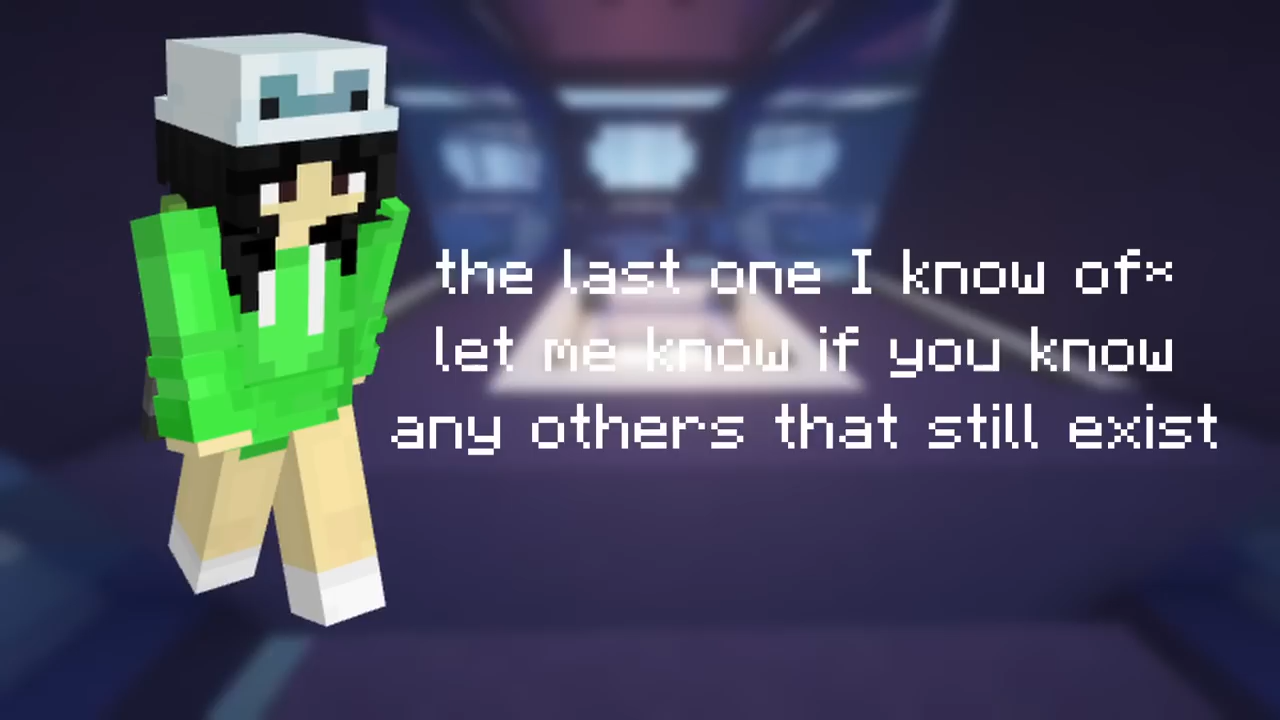 the last one I know of*
let me know if you know
any others that still exist